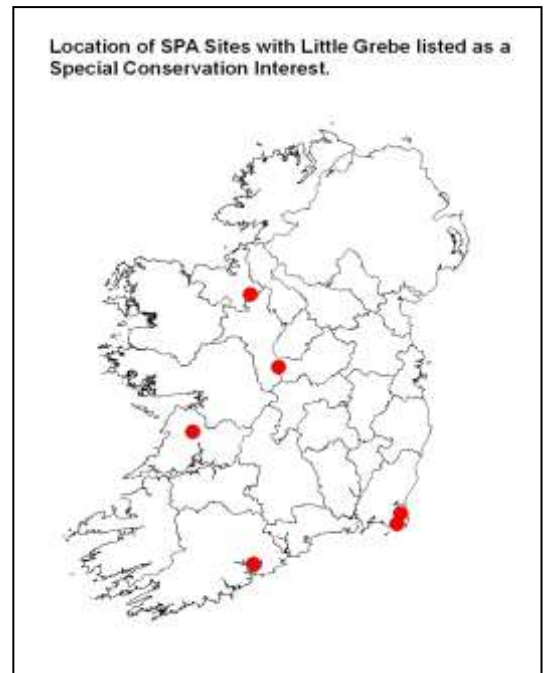 Location of SPA Sites with Little Grebe listed as a
Special Conservation Interest.